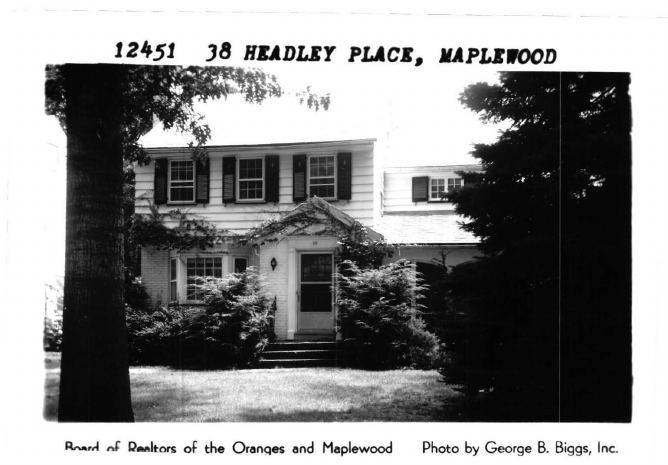 12451 38 HEADLEY PLACE, MAPLEWOOD
Board of Realtors of the Oranges and Maplewood Photo by George B. Biggs, Inc.